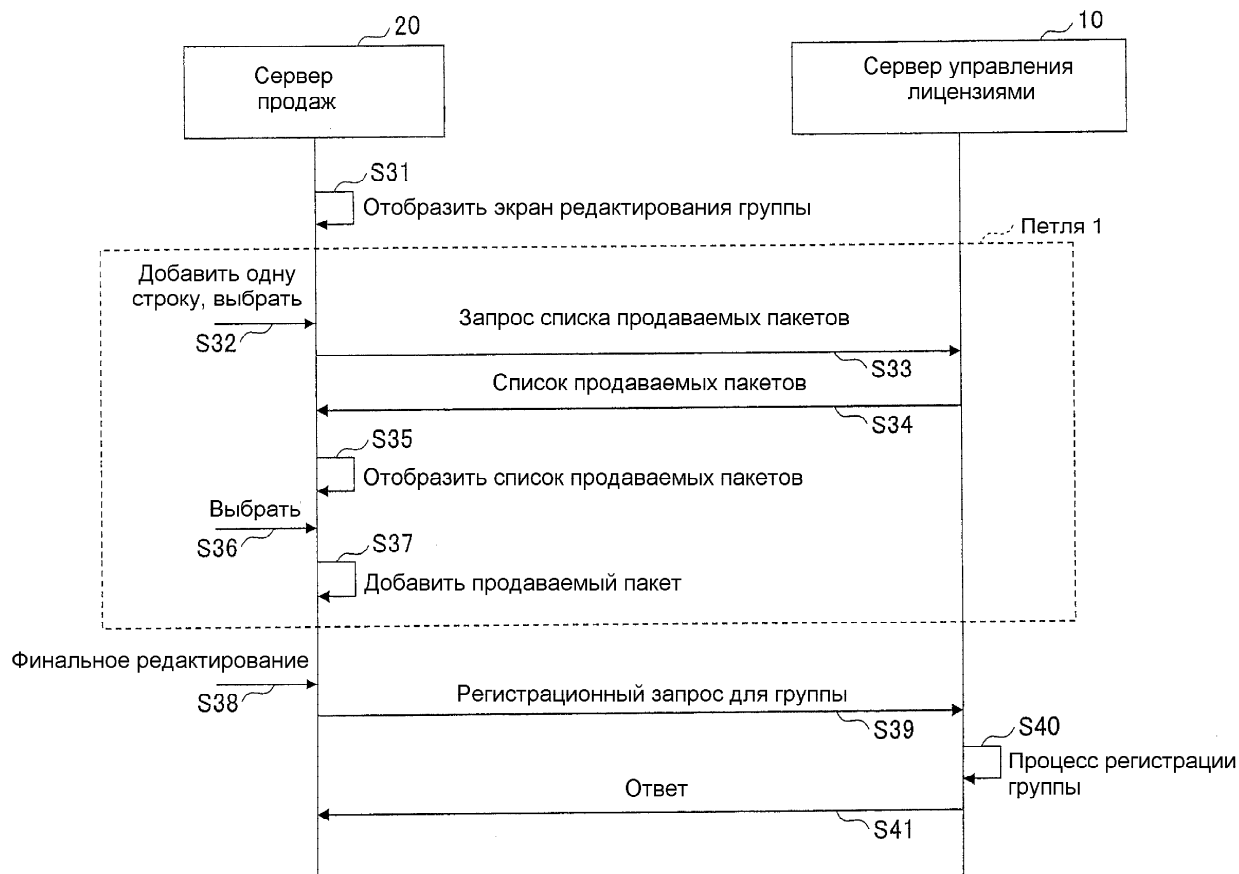 20
10
Сервер
продаж
Сервер управления
лицензиями
S31
Отобразить экран редактирования группы
Петля 1
Добавить одну
строку, выбрать
S32
Запрос списка продаваемых пакетов
S33
Список продаваемых пакетов
S34
S35
Отобразить список продаваемых пакетов
Выбрать
S36
S37
Добавить продаваемый пакет
Финальное редактирование
S38
Регистрационный запрос для группы
S39
S40
Процесс регистрации
группы
Ответ
S41